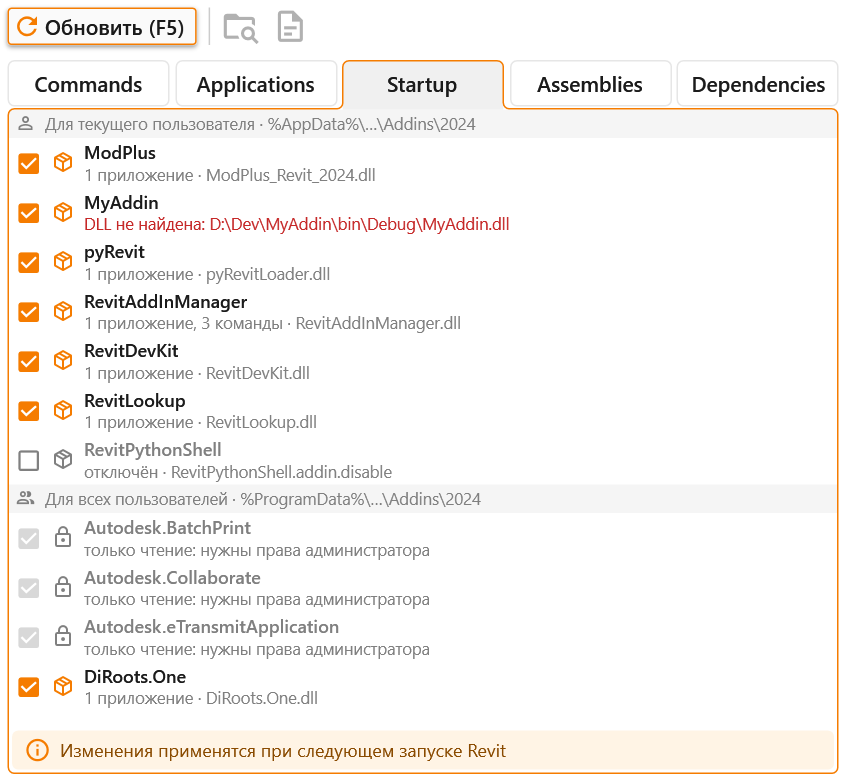 Обновить (F5)
Commands
Applications
Startup
Assemblies
Dependencies
Для текущего пользователя · %AppData%\...\Addins\2024
ModPlus
1 приложение · ModPlus_Revit_2024.dll
MyAddin
DLL не найдена: D:\Dev\MyAddin\bin\Debug\MyAddin.dll
pyRevit
1 приложение · pyRevitLoader.dll
RevitAddInManager
1 приложение, 3 команды · RevitAddInManager.dll
RevitDevKit
1 приложение · RevitDevKit.dll
RevitLookup
1 приложение · RevitLookup.dll
RevitPythonShell
отключён · RevitPythonShell.addin.disable
Для всех пользователей · %ProgramData%\...\Addins\2024
Autodesk.BatchPrint
только чтение: нужны права администратора
Autodesk.Collaborate
только чтение: нужны права администратора
Autodesk.eTransmitApplication
только чтение: нужны права администратора
DiRoots.One
1 приложение · DiRoots.One.dll
Изменения применятся при следующем запуске Revit